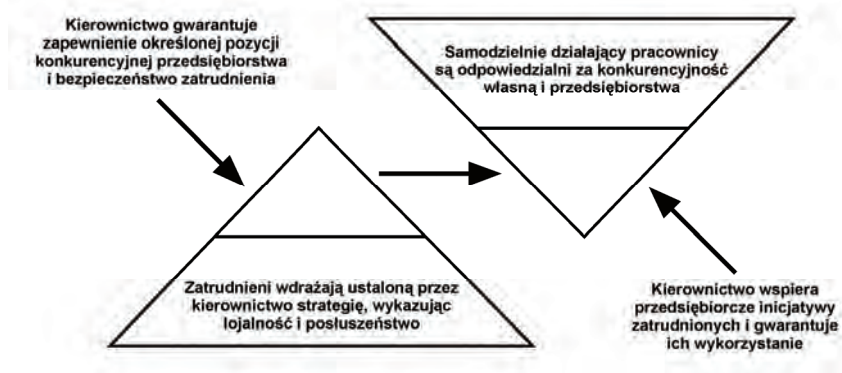 Kierownictwo gwarantuje
zapewnienie określonej pozycji
konkurencyjnej przedsiębiorstwa
i bezpieczeństwo zatrudnienia
Samodzielnie działający pracownicy
są odpowiedzialni za konkurencyjność
własną i przedsiębiorstwa
Zatrudnieni wdrażają ustaloną przez
kierownictwo strategię, wykazując
lojalność i posłuszeństwo
Kierownictwo wspiera
przedsiębiorcze inicjatywy
zatrudnionych i gwarantuje
ich wykorzystanie